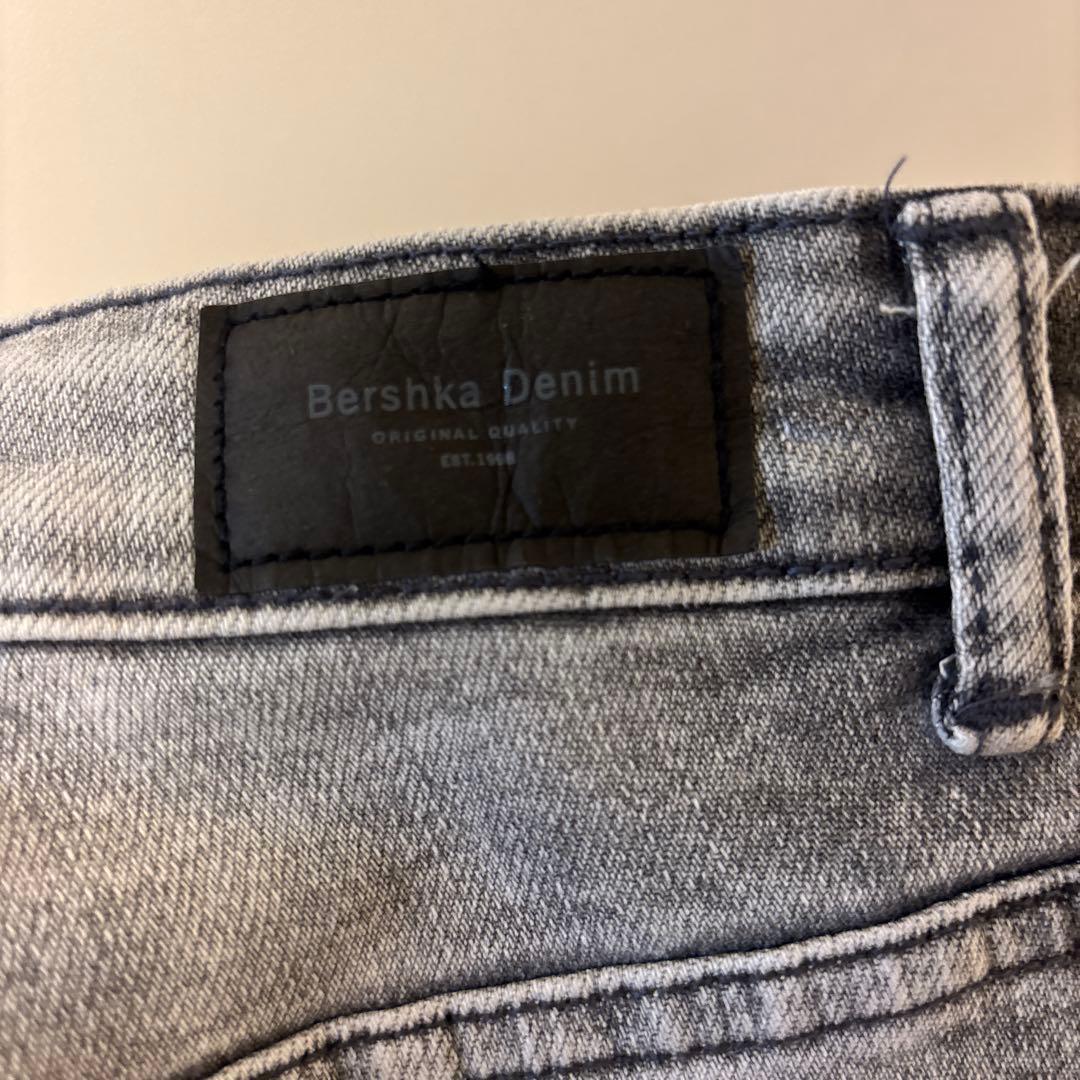 Bershka Denim
ORIGINAL QUALITY
EST.1998